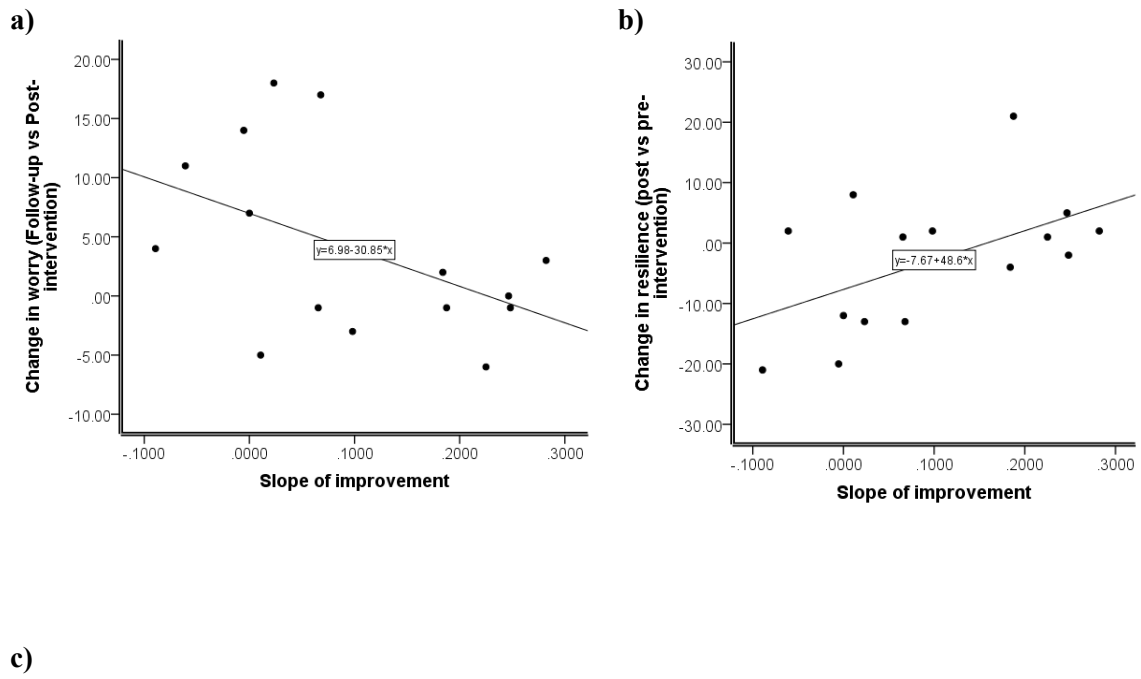 a)
Change in worry (Follow-up vs Post-
intervention)
20.00
15.00
10.00
5.00
.00
-5.00
-10.00
y=6.98-30.85*x
-.1000 .0000 .1000 .2000 .3000
Slope of improvement
b)
Change in resilience (post vs pre-
intervention)
30.00
20.00
10.00
.00
-10.00
-20.00
-30.00
y=-7.67+48.6*x
-.1000 .0000 .1000 .2000 .3000
Slope of improvement
c)